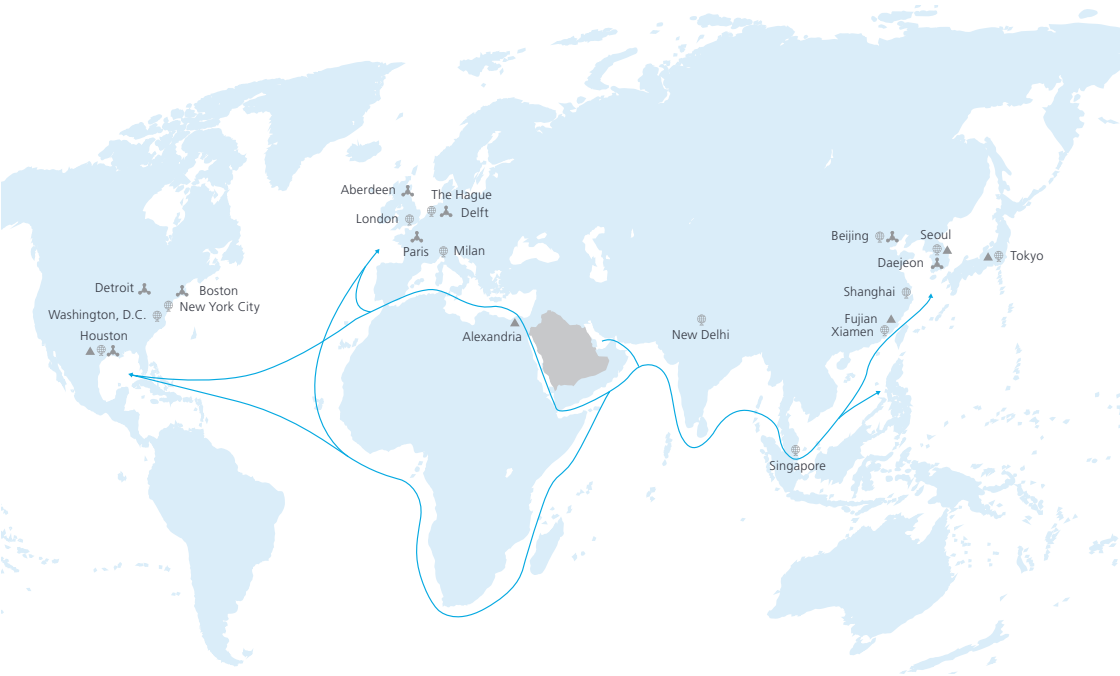 Aberdeen
The Hague
London
Delft
Paris
Milan
Beijing
Seoul
Daejeon
Tokyo
Detroit
Boston
Washington, D.C.
New York City
Houston
Shanghai
Alexandria
New Delhi
Fujian
Xiamen
Singapore